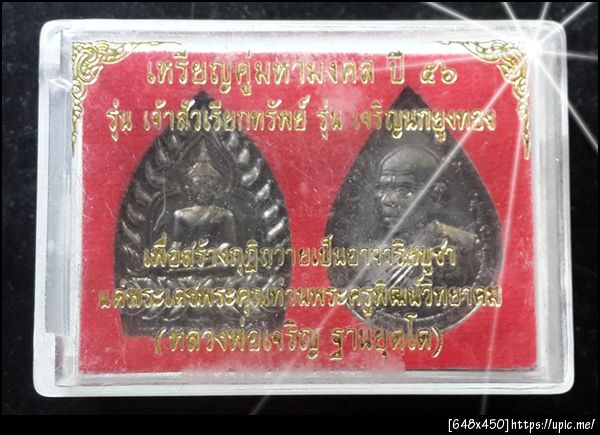 เหรียญคู่มหามงคล ปี ๕๖
รุ่น เจ้าสัวเรียกทรัพย์ รุ่น เจริญนกยูงทอง
เพื่อสร้างกุฏิถวายเป็นอาจาริยบูชา
แด่พระเดชพระคุณท่านพระครูพิฒน์วิทยาคม
(หลวงพ่อเจริญ ฐานยุตโต)
[648x450]https://upic.me/